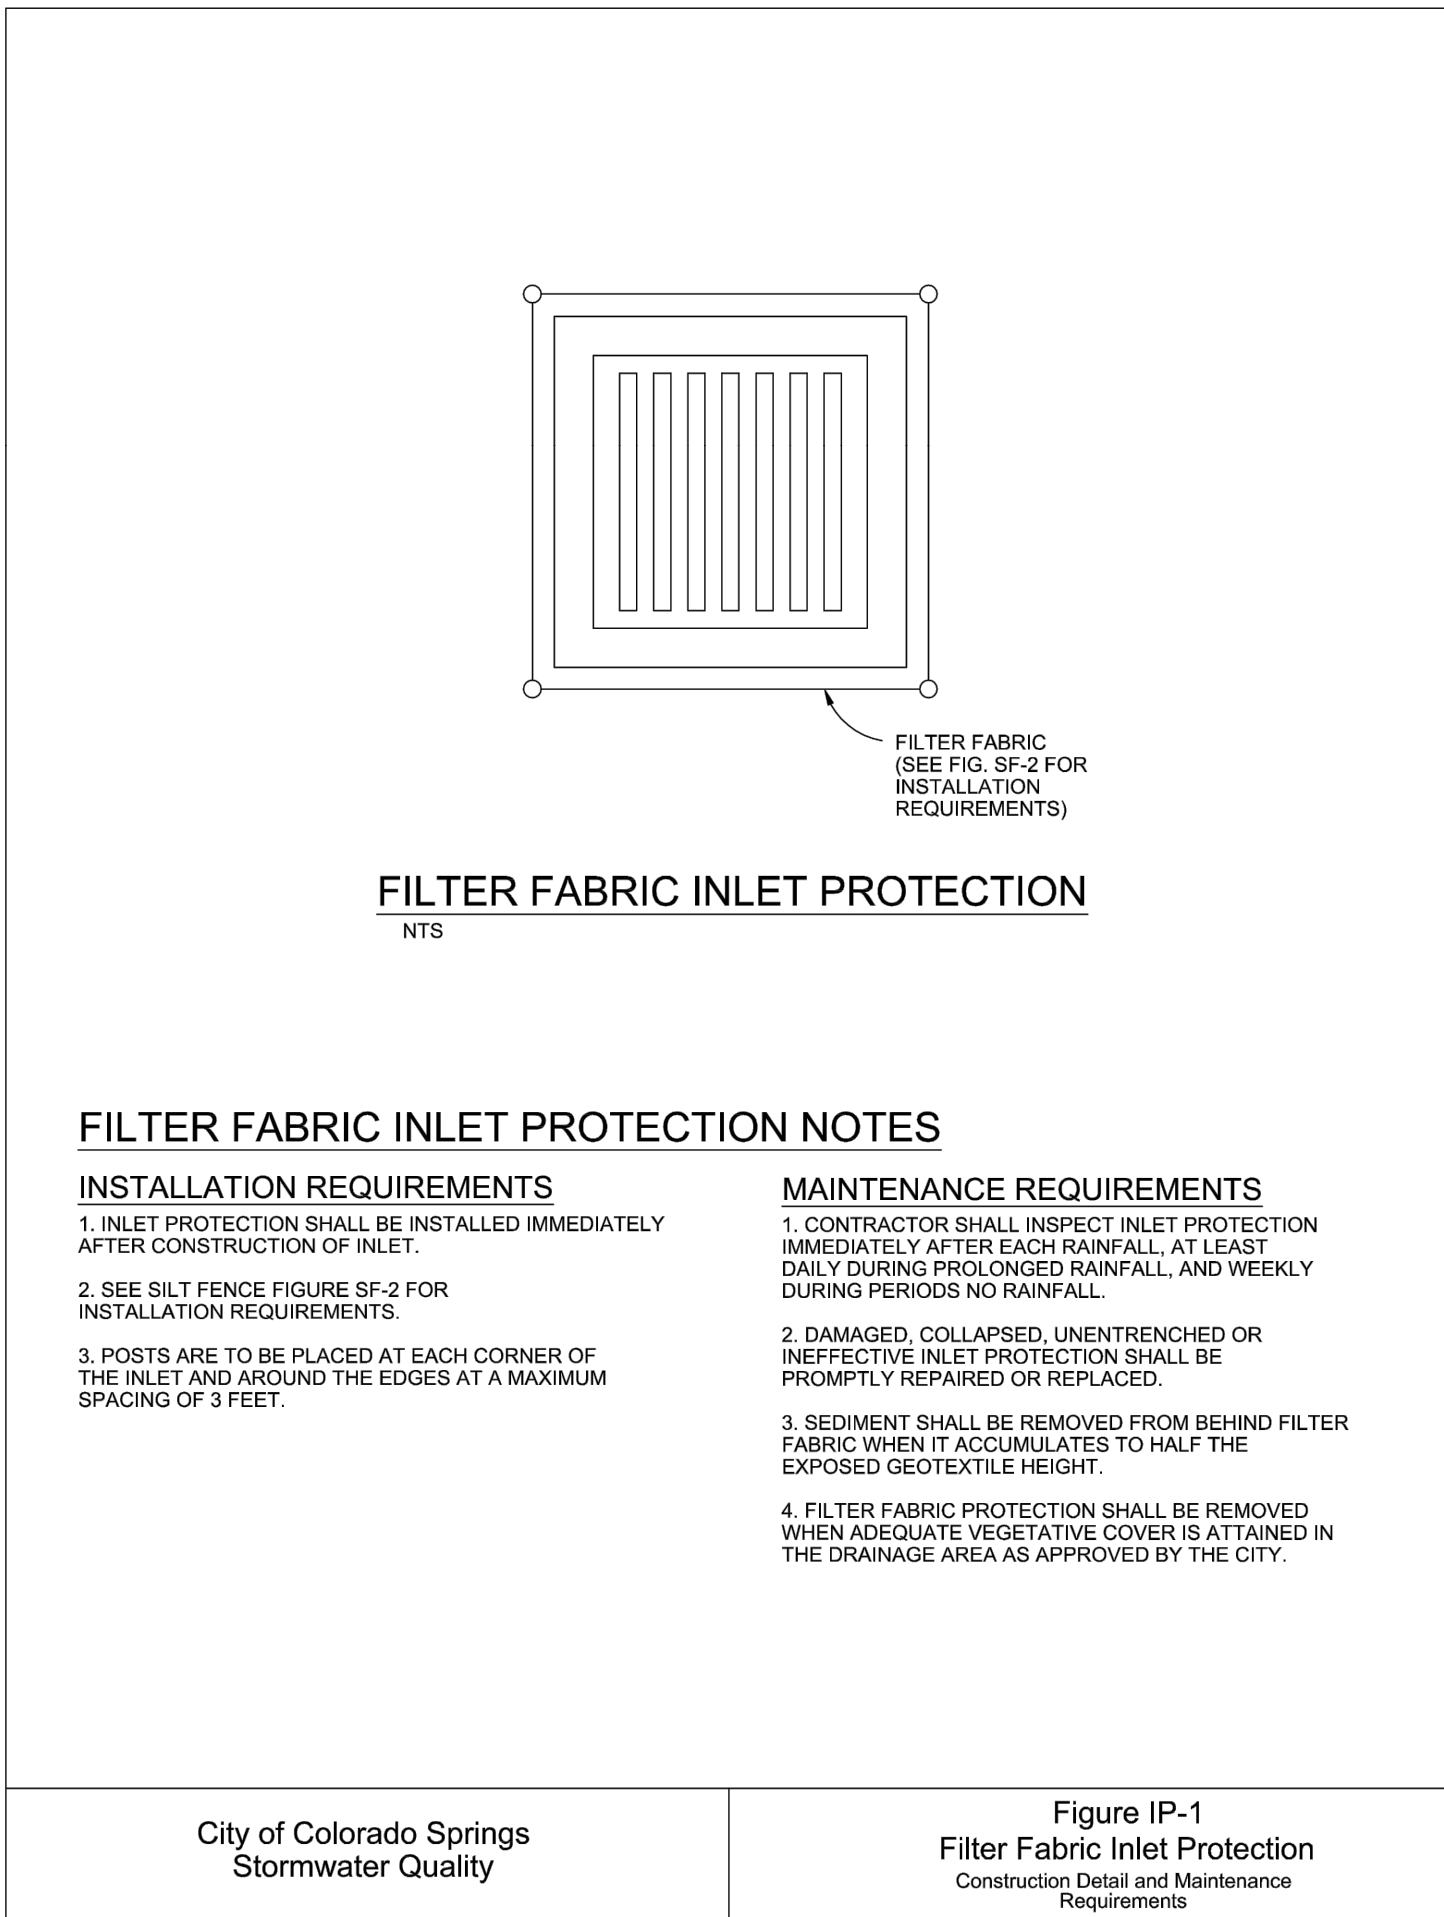 FILTER FABRIC
(SEE FIG. SF-2 FOR
INSTALLATION
REQUIREMENTS)
FILTER FABRIC INLET PROTECTION
NTS
FILTER FABRIC INLET PROTECTION NOTES
INSTALLATION REQUIREMENTS
1. INLET PROTECTION SHALL BE INSTALLED IMMEDIATELY
AFTER CONSTRUCTION OF INLET.
2. SEE SILT FENCE FIGURE SF-2 FOR
INSTALLATION REQUIREMENTS.
3. POSTS ARE TO BE PLACED AT EACH CORNER OF
THE INLET AND AROUND THE EDGES AT A MAXIMUM
SPACING OF 3 FEET.
MAINTENANCE REQUIREMENTS
1. CONTRACTOR SHALL INSPECT INLET PROTECTION
IMMEDIATELY AFTER EACH RAINFALL, AT LEAST
DAILY DURING PROLONGED RAINFALL, AND WEEKLY
DURING PERIODS NO RAINFALL.
2. DAMAGED, COLLAPSED, UNENTRENCHED OR
INEFFECTIVE INLET PROTECTION SHALL BE
PROMPTLY REPAIRED OR REPLACED.
3. SEDIMENT SHALL BE REMOVED FROM BEHIND FILTER
FABRIC WHEN IT ACCUMULATES TO HALF THE
EXPOSED GEOTEXTILE HEIGHT.
4. FILTER FABRIC PROTECTION SHALL BE REMOVED
WHEN ADEQUATE VEGETATIVE COVER IS ATTAINED IN
THE DRAINAGE AREA AS APPROVED BY THE CITY.
City of Colorado Springs
Stormwater Quality
Figure IP-1
Filter Fabric Inlet Protection
Construction Detail and Maintenance
Requirements